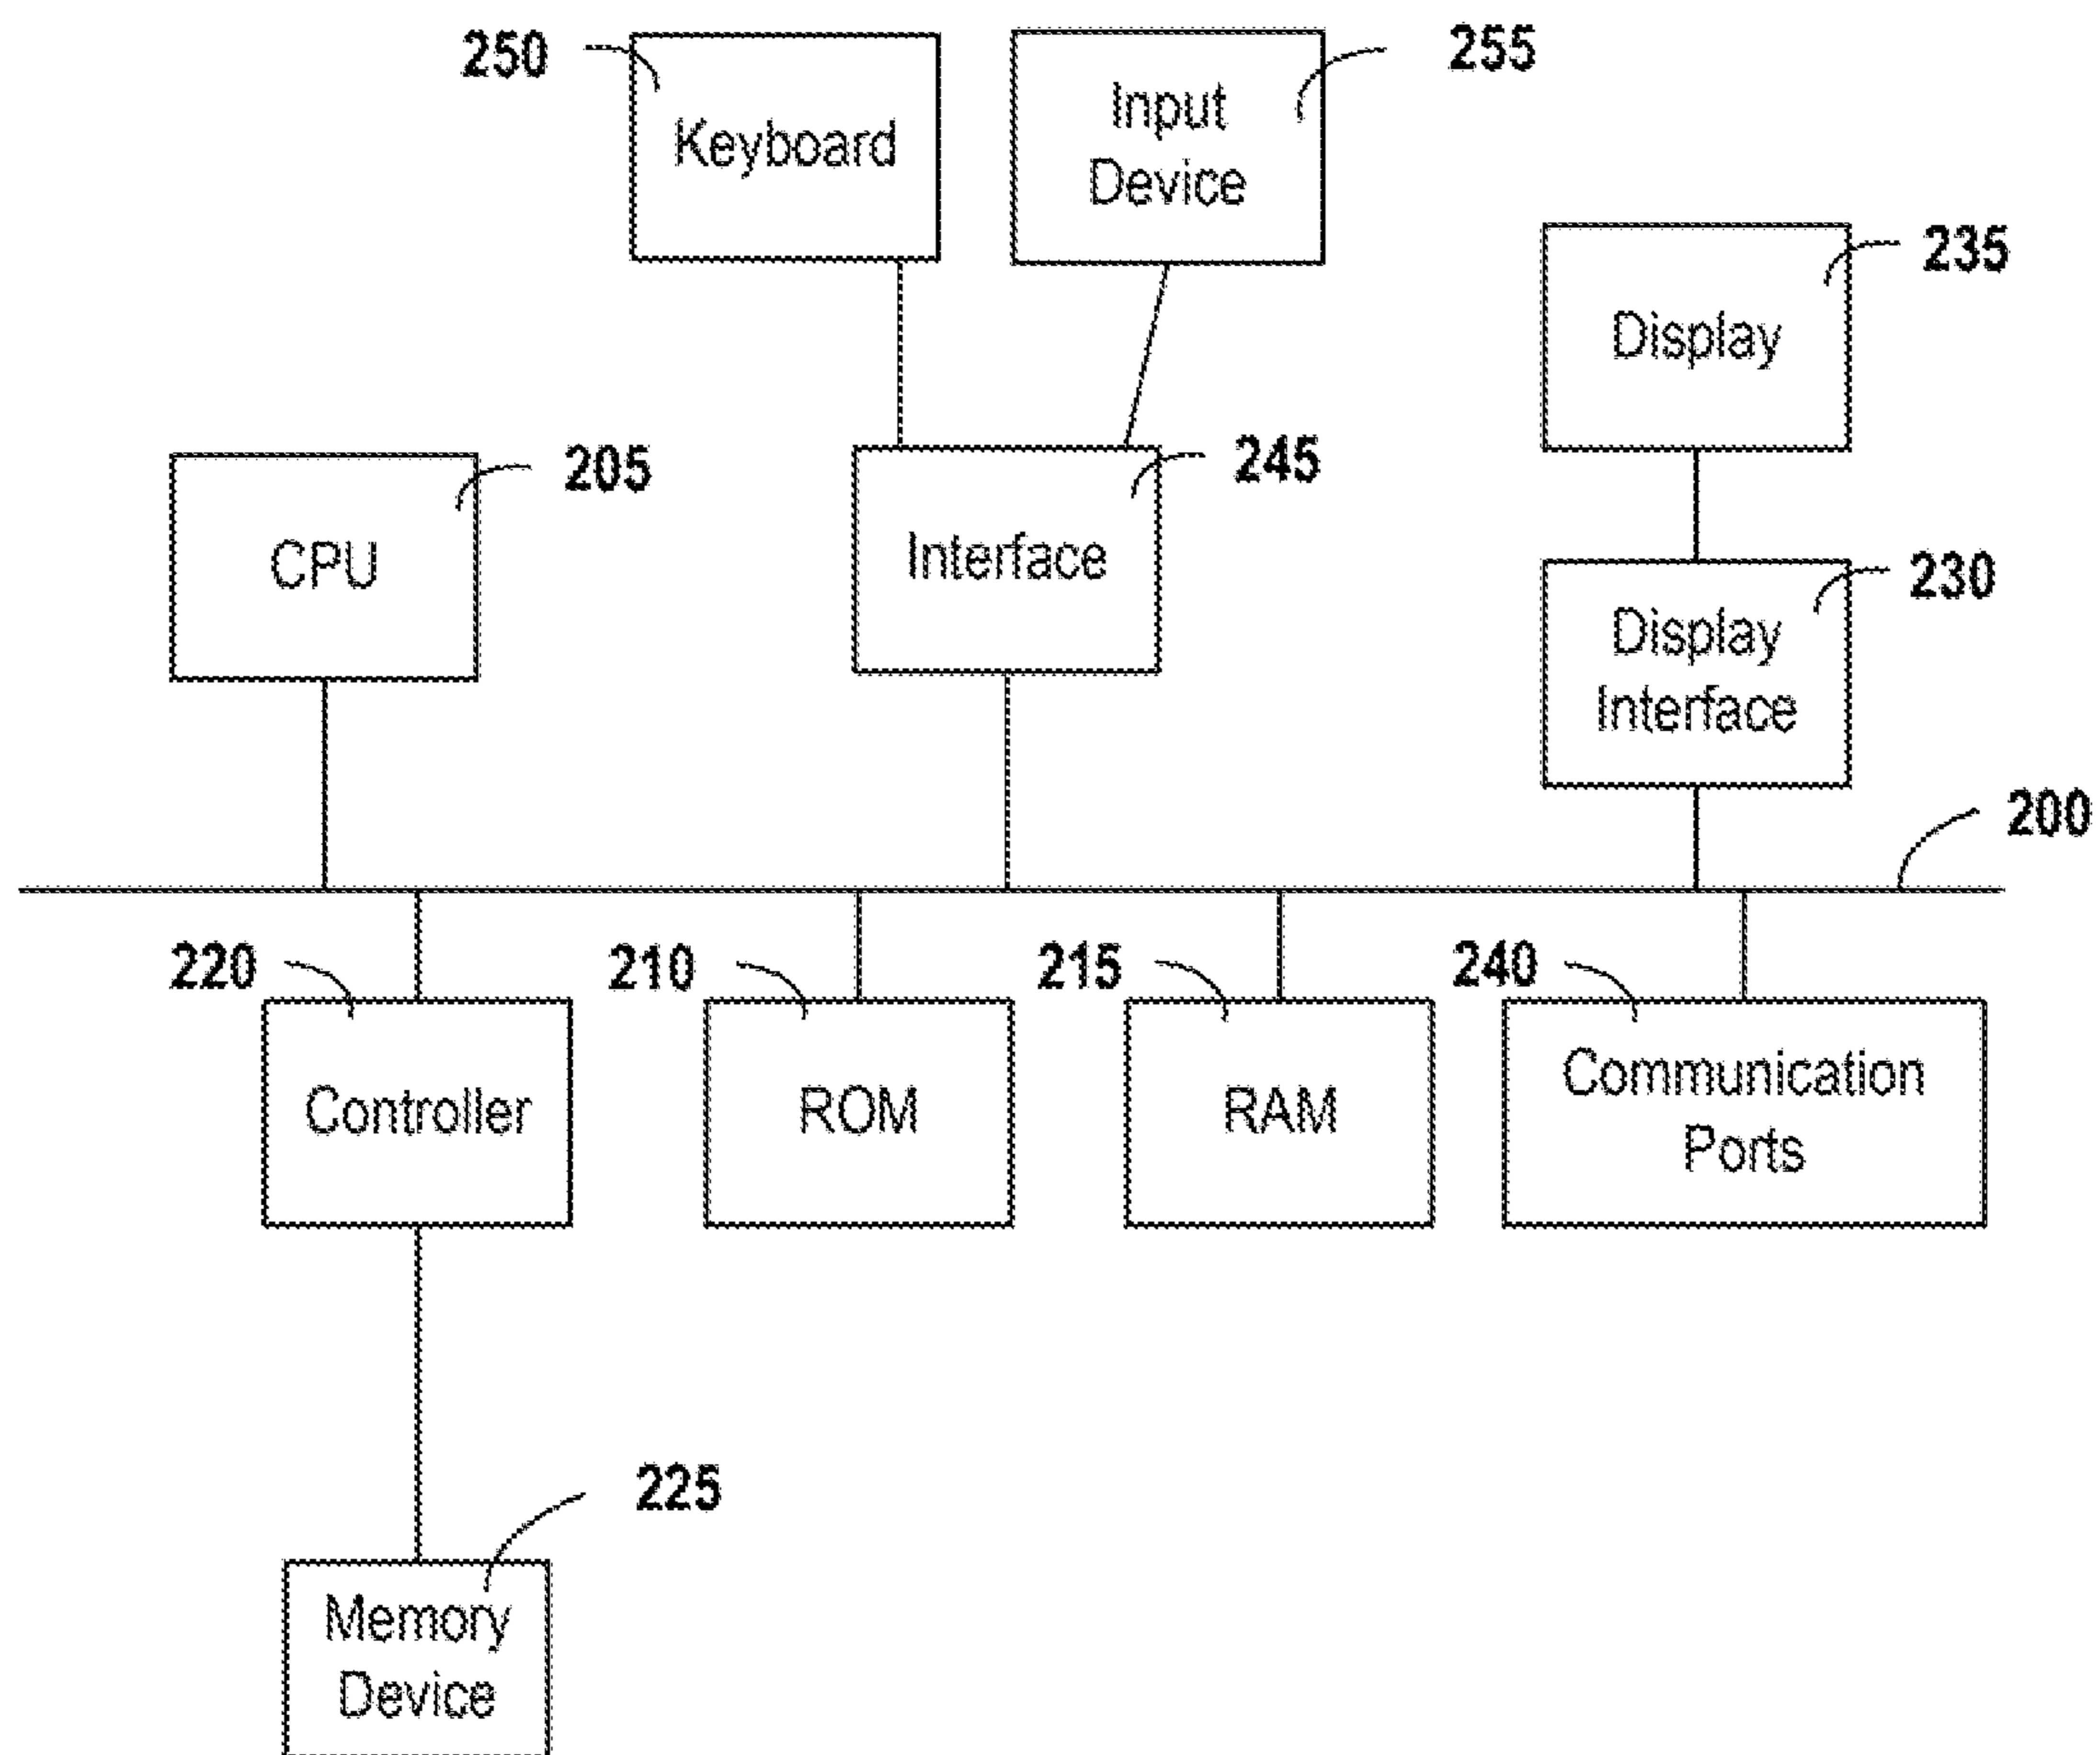 250
Keyboard
Input
Device
255
Display
235
CPU
205
Interface
245
Display
Interface
230
200
220
Controller
210
ROM
215
RAM
240
Communication
Ports
225
Memory
Device